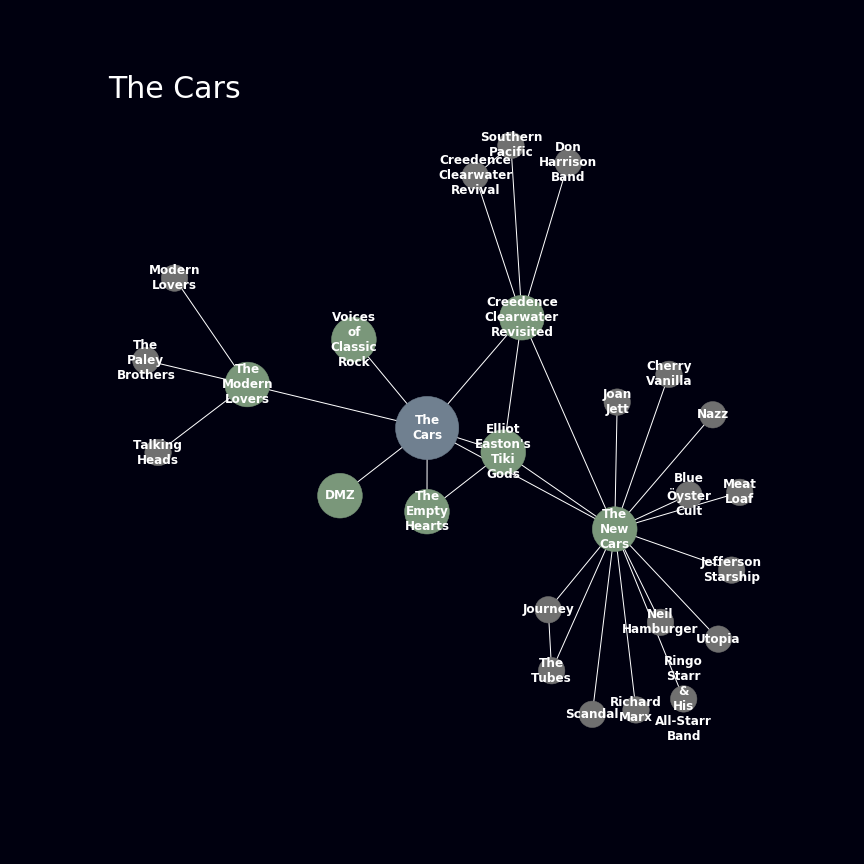 The Cars
Southern
Pacific
Creedence
Clearwater
Revival
Don
Harrison
Band
Modern
Lovers
Voices
of
Classic
Rock
Creedence
Clearwater
Revisited
The
Paley
Brothers
The
Modern
Lovers
Cherry
Vanilla
Joan
Jett
Nazz
The
Cars
Elliot
Easton's
Tiki
Gods
Talking
Heads
DMZ
The
Empty
Hearts
Blue
Öyster
Cult
Meat
Loaf
The
New
Cars
Jefferson
Starship
Journey
Neil
Hamburger
Utopia
The
Tubes
Ringo
Starr
&
His
All-Starr
Band
Scandal
Richard
Marx